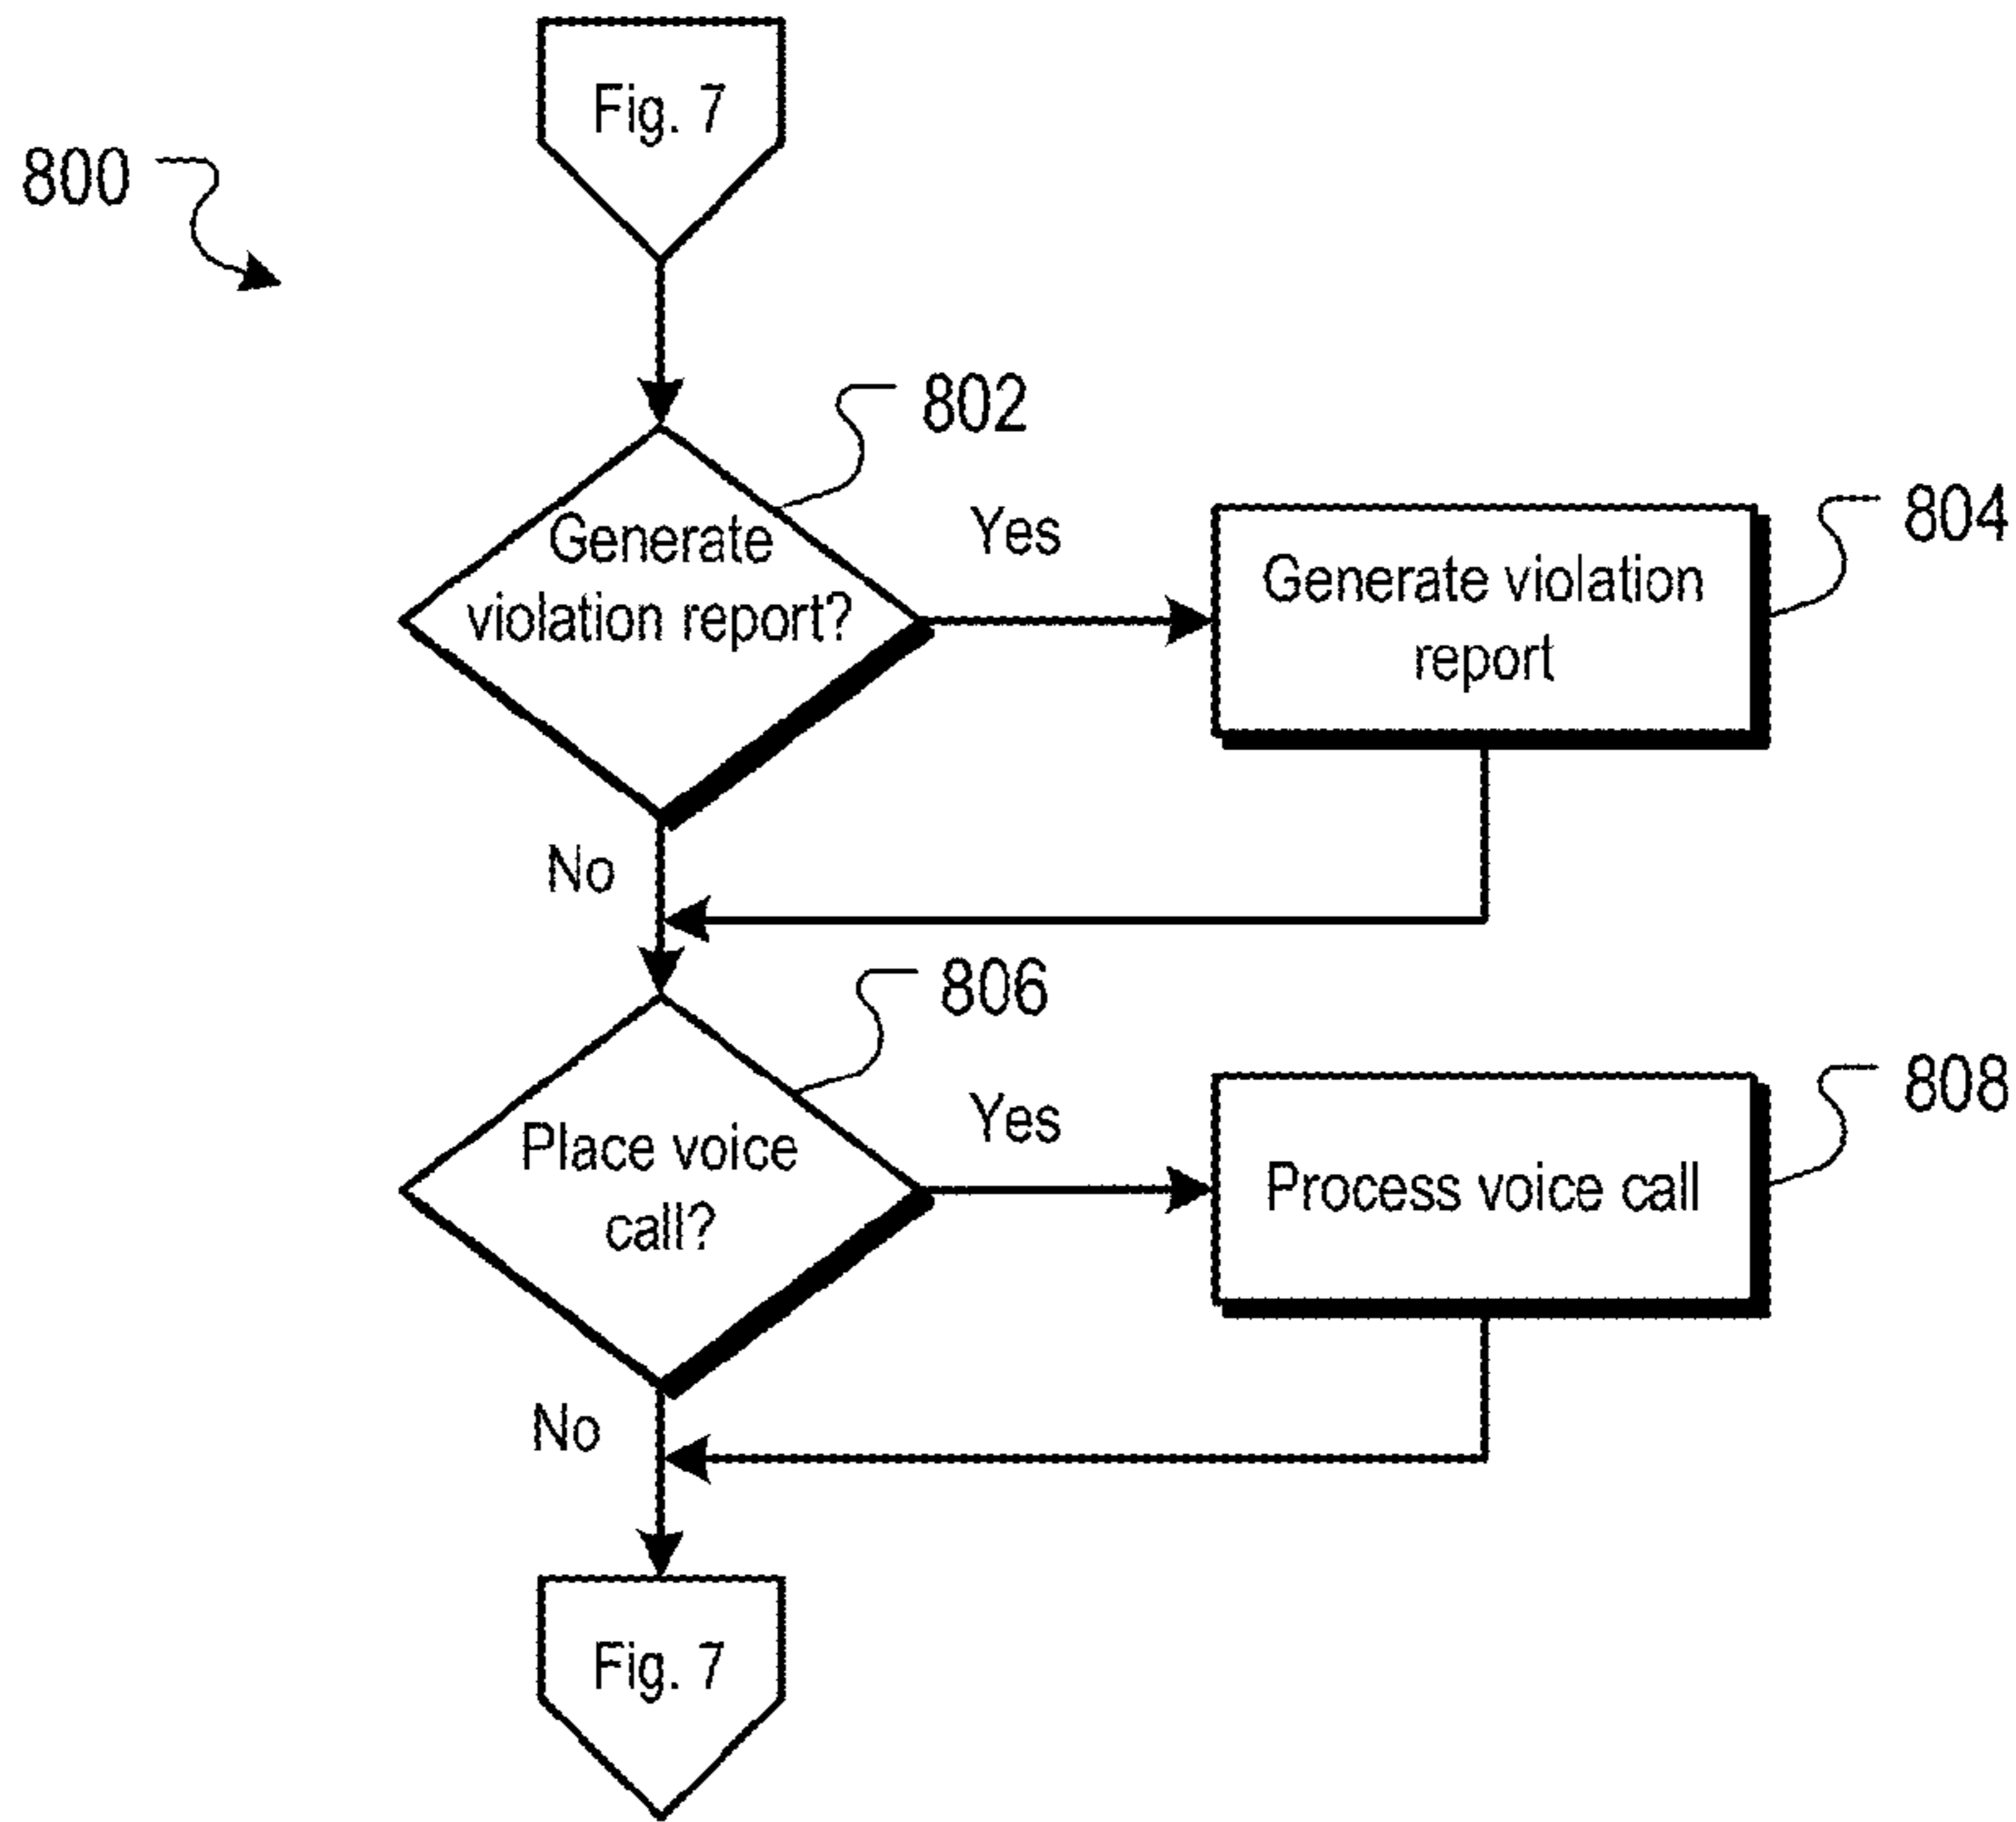 Fig. 7
800
802
Generate
violation report?
Yes
804
Generate violation
report
No
806
Place voice
call?
Yes
808
Process voice call
No
Fig. 7